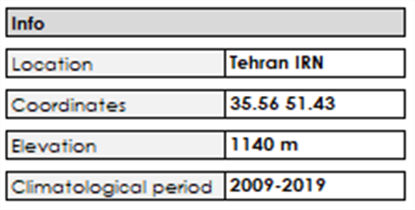 Info
Location Tehran IRN
Coordinates 35.56 51.43
Elevation 1140 m
Climatological period 2009-2019